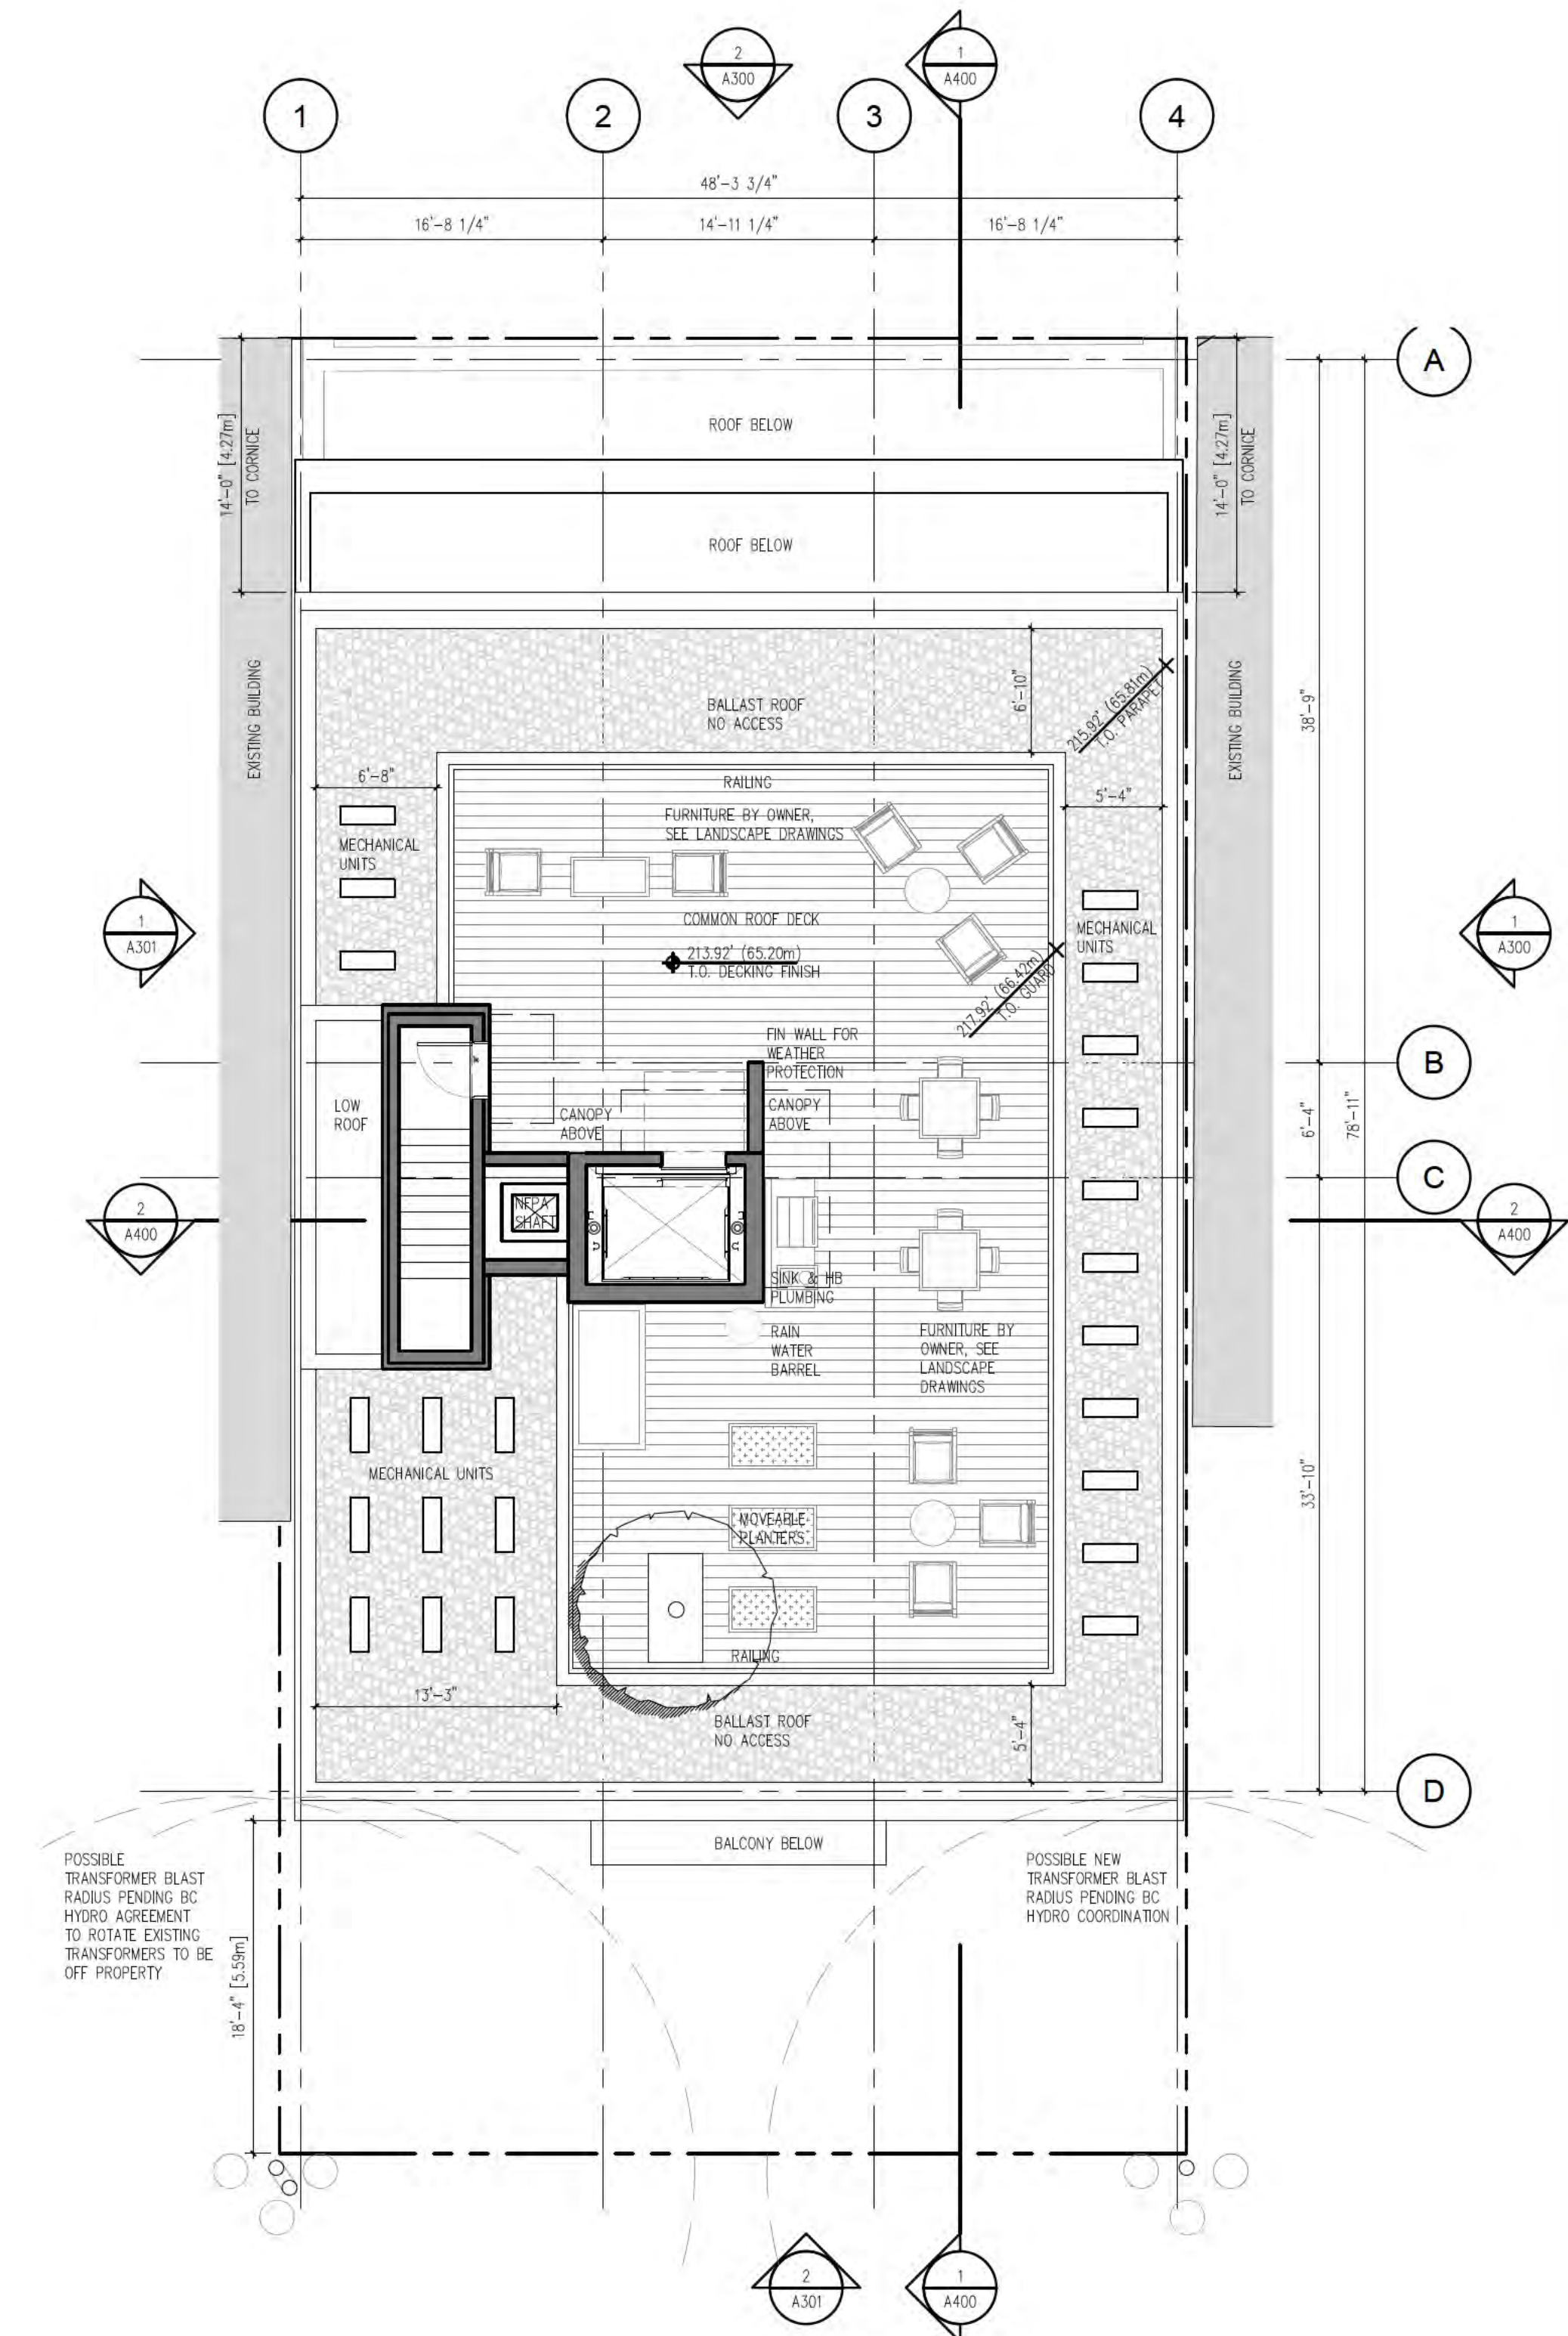 2
A300
1
A400
1
2
3
4
48'-3 3/4"
16'-8 1/4"
14'-11 1/4"
16'-8 1/4"
A
14'-0" [4.27m]
TO CORNICE
ROOF BELOW
14'-0" [4.27m]
TO CORNICE
ROOF BELOW
EXISTING BUILDING
BALLAST ROOF
NO ACCESS
6'-10"
215.92' (65.81m)
T.O. PARAPET
EXISTING BUILDING
38'-9"
6'-8"
RAILING
5'-4"
FURNITURE BY OWNER,
SEE LANDSCAPE DRAWINGS
MECHANICAL
UNITS
COMMON ROOF DECK
MECHANICAL
UNITS
1
A301
213.92' (65.20m)
T.O. DECKING FINISH
217.92' (66.42m)
T.O. GUARD
1
A300
FIN WALL FOR
WEATHER
PROTECTION
B
LOW
ROOF
CANOPY
ABOVE
CANOPY
ABOVE
6'-4"
78'-11"
C
2
A400
NFPA
SHAFT
2
A400
SINK & HB
PLUMBING
RAIN
WATER
BARREL
FURNITURE BY
OWNER, SEE
LANDSCAPE
DRAWINGS
MECHANICAL UNITS
33'-10"
MOVEABLE
PLANTERS
RAILING
13'-3"
BALLAST ROOF
NO ACCESS
5'-4"
D
BALCONY BELOW
POSSIBLE
TRANSFORMER BLAST
RADIUS PENDING BC
HYDRO AGREEMENT
TO ROTATE EXISTING
TRANSFORMERS TO BE
OFF PROPERTY
18'-4" [5.59m]
POSSIBLE NEW
TRANSFORMER BLAST
RADIUS PENDING BC
HYDRO COORDINATION
2
A301
1
A400